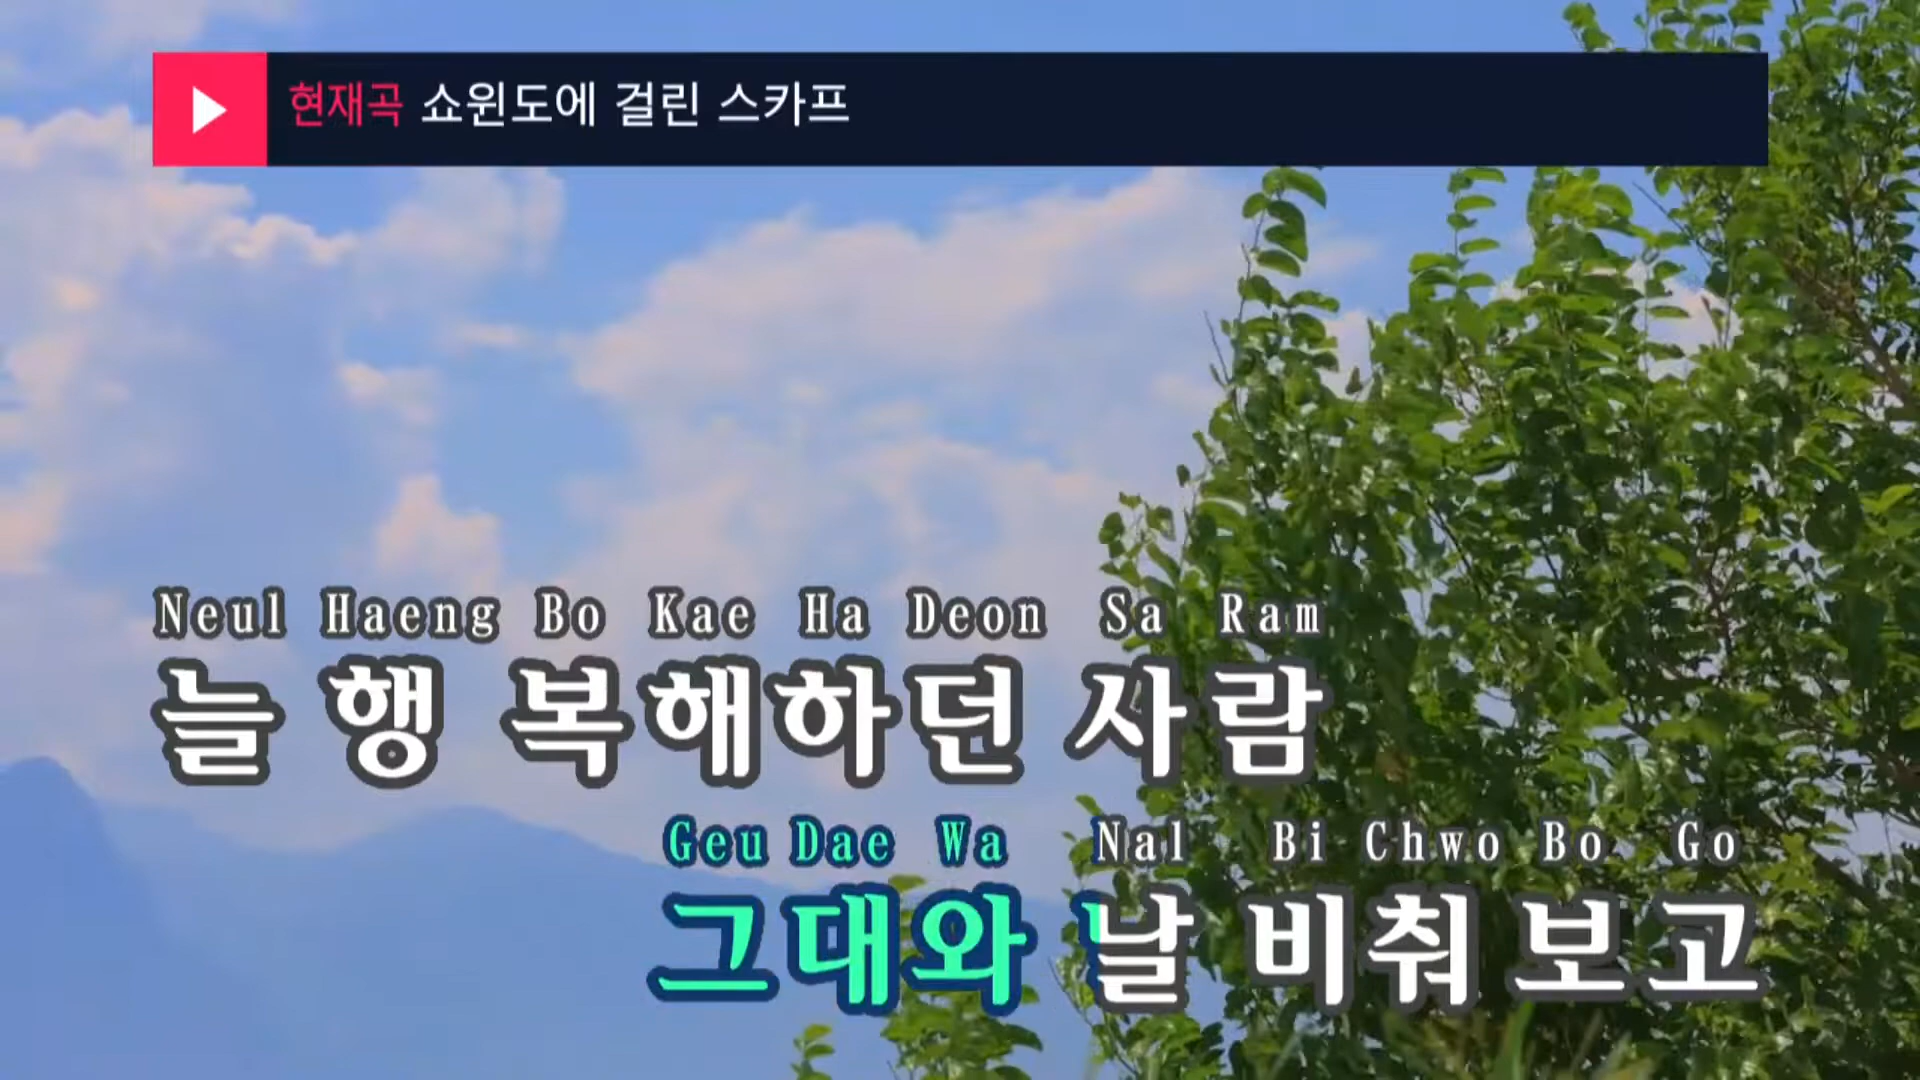 현재곡 쇼윈도에 걸린 스카프
Neul Haeng Bo Kae Ha Deon Sa Ram
늘 행 복해하던 사람
Geu Dae Wa Nal Bi Chwo Bo Go
그대와 날 비춰 보고